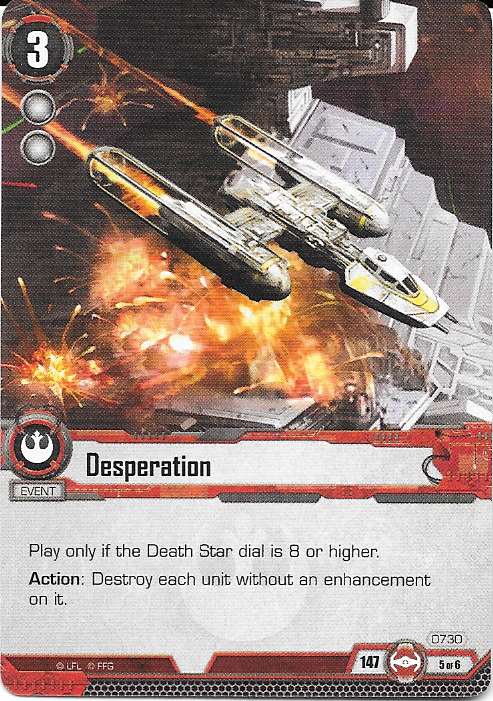 3
Desperation
EVENT
Play only if the Death Star dial is 8 or higher.
Action: Destroy each unit without an enhancement
on it.
0730
© LFL © FFG
147
5 OF 6